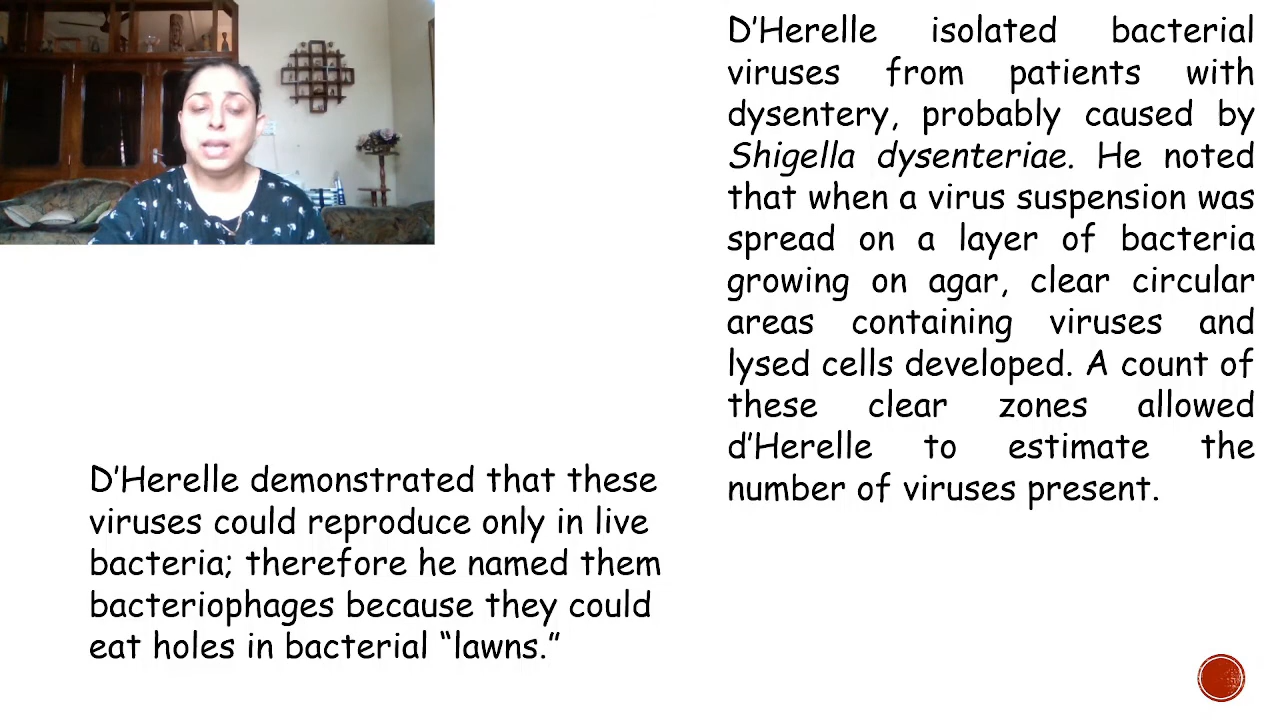 D'Herelle isolated bacterial
viruses from patients with
dysentery, probably caused by
Shigella dysenteriae. He noted
that when a virus suspension was
spread on a layer of bacteria
growing on agar, clear circular
areas containing viruses and
lysed cells developed. A count of
these clear zones allowed
d'Herelle to estimate the
number of viruses present.
D'Herelle demonstrated that these
viruses could reproduce only in live
bacteria; therefore he named them
bacteriophages because they could
eat holes in bacterial “lawns.”